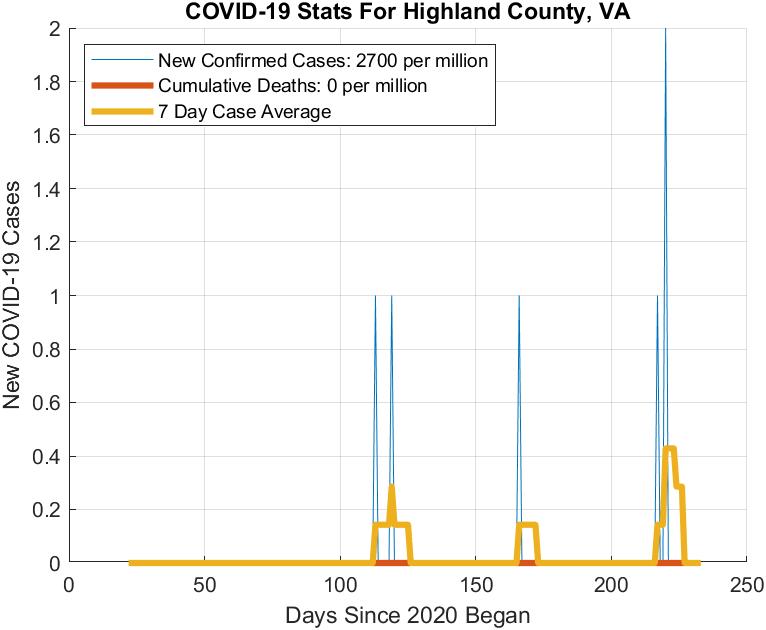 COVID-19 Stats For Highland County, VA
New Confirmed Cases: 2700 per million
Cumulative Deaths: 0 per million
7 Day Case Average
New COVID-19 Cases
2
1.8
1.6
1.4
1.2
1
0.8
0.6
0.4
0.2
0
0 50 100 150 200 250
Days Since 2020 Began